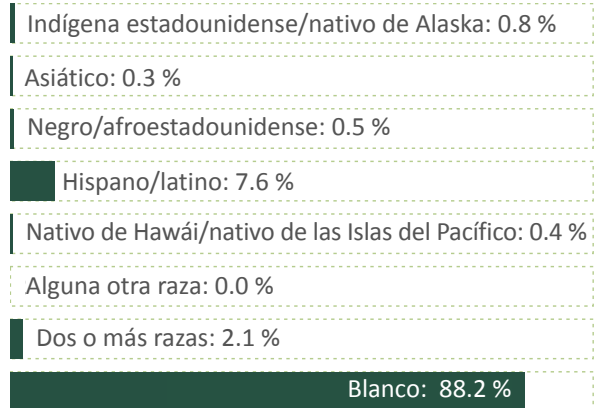 Indígena estadounidense/nativo de Alaska: 0.8 %
Asiático: 0.3 %
Negro/afroestadounidense: 0.5 %
Hispano/latino: 7.6 %
Nativo de Hawái/nativo de las Islas del Pacífico: 0.4 %
Alguna otra raza: 0.0 %
Dos o más razas: 2.1 %
Blanco: 88.2 %